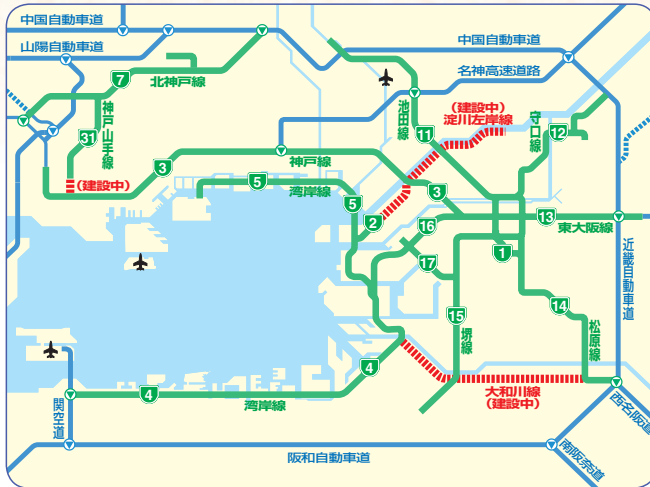 中国自動車道
山陽自動車道
中国自動車道
名神高速道路
7
北神戸線
神戸山手線
31
(建設中)
3
神戸線
5
湾岸線
5
2
池田線
11
(建設中)
淀川左岸線
守口線
12
3
16
13
東大阪線
17
1
近畿自動車道
15
堺線
14
松原線
4
大和川線
(建設中)
4
湾岸線
関空道
阪和自動車道
西名阪道
南阪奈道